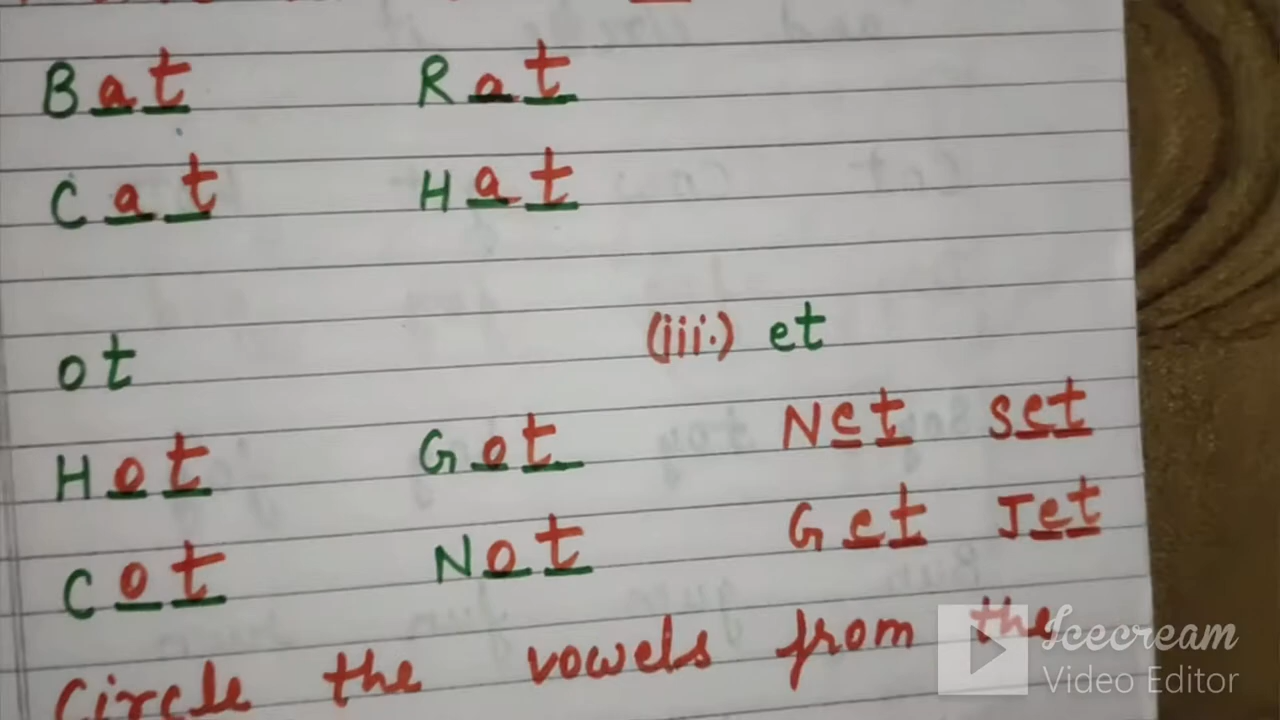 Bat Rat
Cat Hat
ot (iii.) et
Hot Got Net Set
Cot Not Get Jet
Circle the vowels from the
Icecream
Video Editor